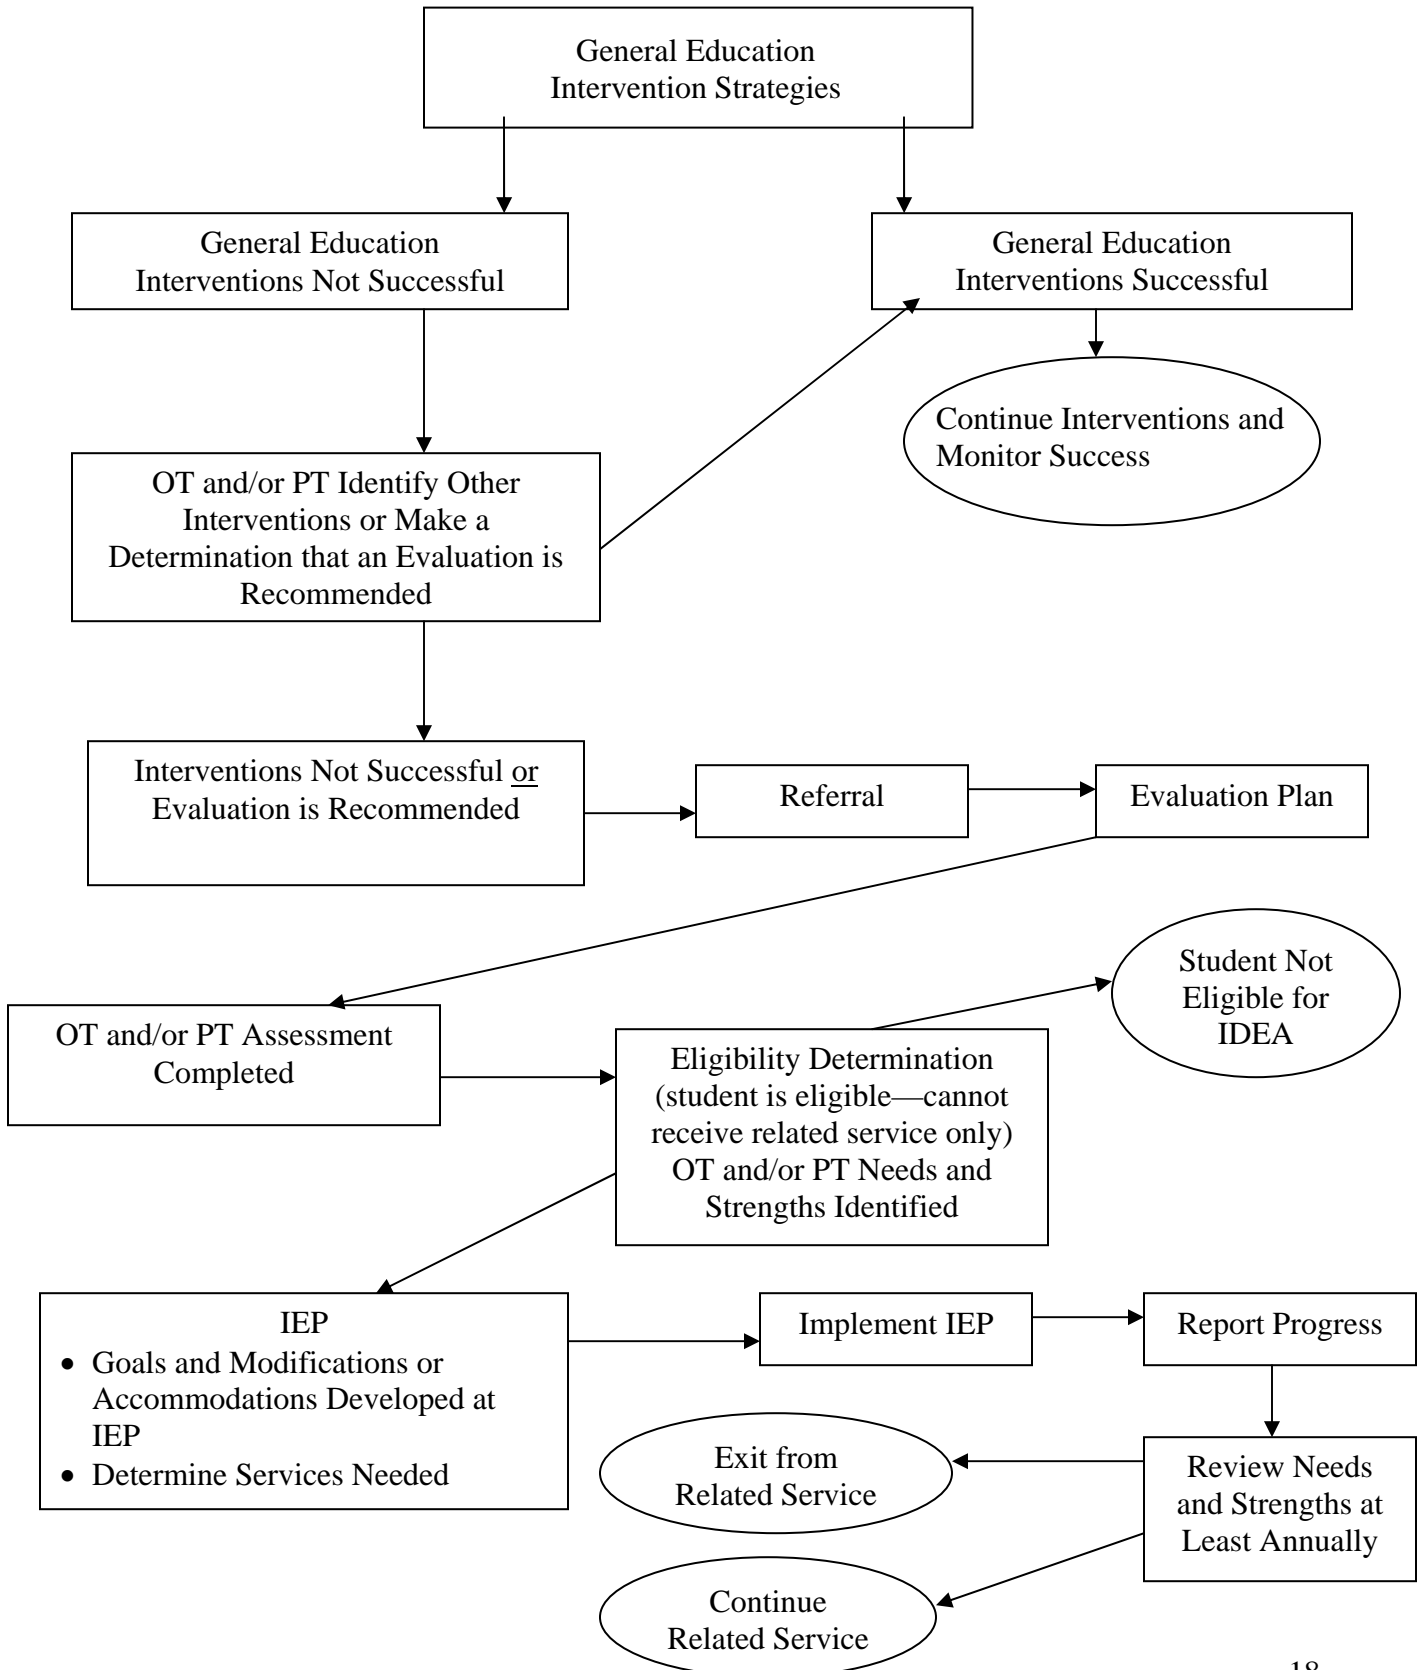 General Education
Intervention Strategies
General Education
Interventions Not Successful
General Education
Interventions Successful
Continue Interventions and
Monitor Success
OT and/or PT Identify Other
Interventions or Make a
Determination that an Evaluation is
Recommended
Interventions Not Successful or
Evaluation is Recommended
Referral
Evaluation Plan
Student Not
Eligible for
IDEA
OT and/or PT Assessment
Completed
Eligibility Determination
(student is eligible—cannot
receive related service only)
OT and/or PT Needs and
Strengths Identified
IEP
• Goals and Modifications or
Accommodations Developed at
IEP
• Determine Services Needed
Implement IEP
Report Progress
Exit from
Related Service
Review Needs
and Strengths at
Least Annually
Continue
Related Service
18